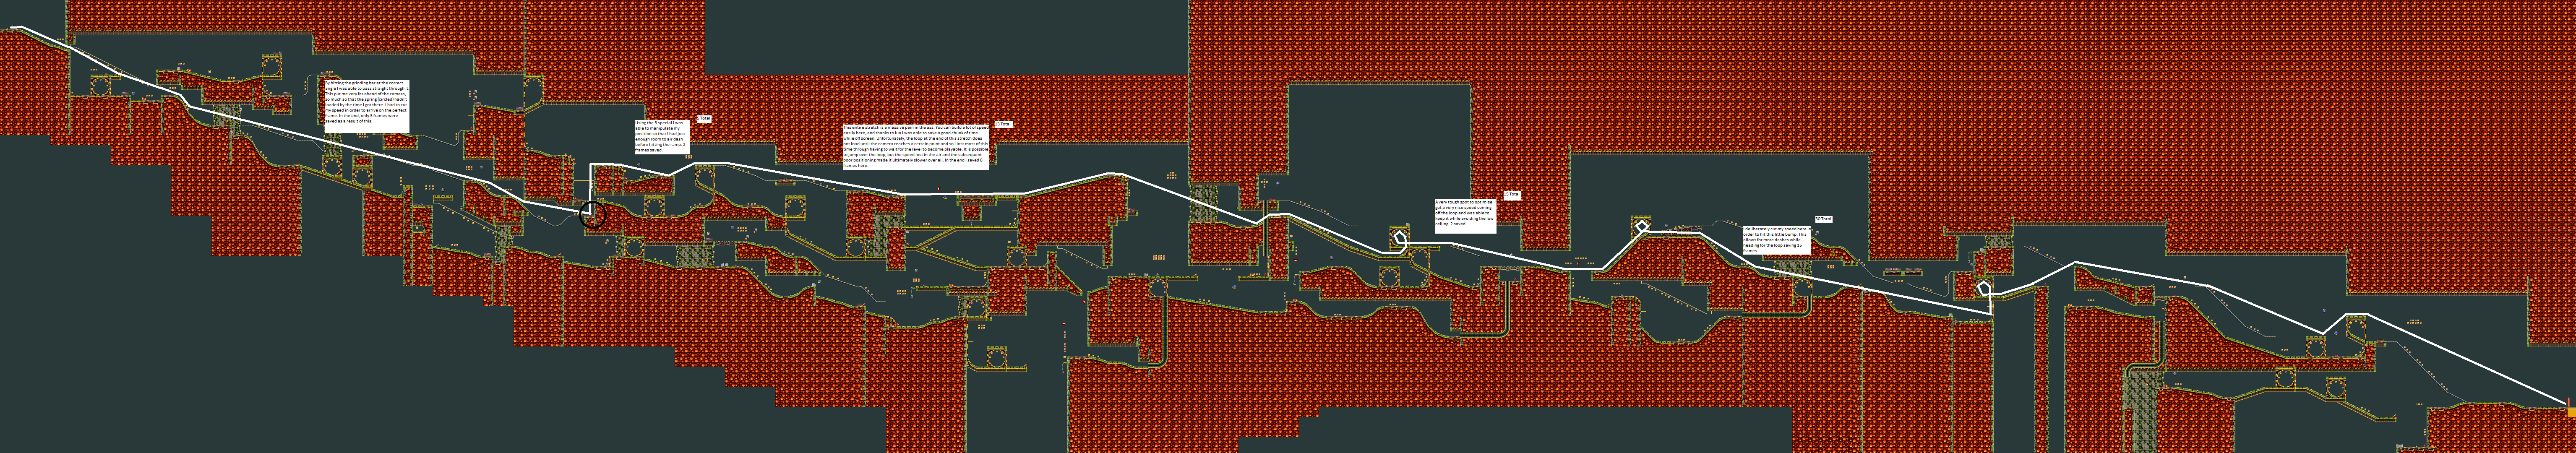 By hitting the grinding bar at the correct
angle I was able to pass straight through it.
This put me very far ahead of the camera,
so much so that the spring (circled) hadn't
loaded by the time I got there. I had to cut
my speed in order to arrive on the perfect
frame. In the end, only 3 frames were
saved as a result of this.
Using the R special I was
able to manipulate my
position so that I had just
enough room to air dash
before hitting the ramp. 2
frames saved.
5 Total
This entire stretch is a massive pain in the ass. You can build a lot of speed
easily here, and thanks to lua I was able to save a good chunk of time
while off screen. Unfortunately, the loop at the end of this stretch does
not load until the camera reaches a certain point and so I lost most of this
time through having to wait for the level to become playable. It is possible
to jump over the loop, but the speed lost in the air and the subsequent
poor positioning made it ultimately slower over all. In the end I saved 8
frames here.
13 Total
A very tough spot to optimise. I
got a very nice speed coming
off the loop and was able to
keep it while avoiding the low
ceiling. 2 saved.
15 Total
I deliberately cut my speed here in
order to hit this little bump. This
allows for more dashes while
heading for the loop saving 15
frames.
30 Total